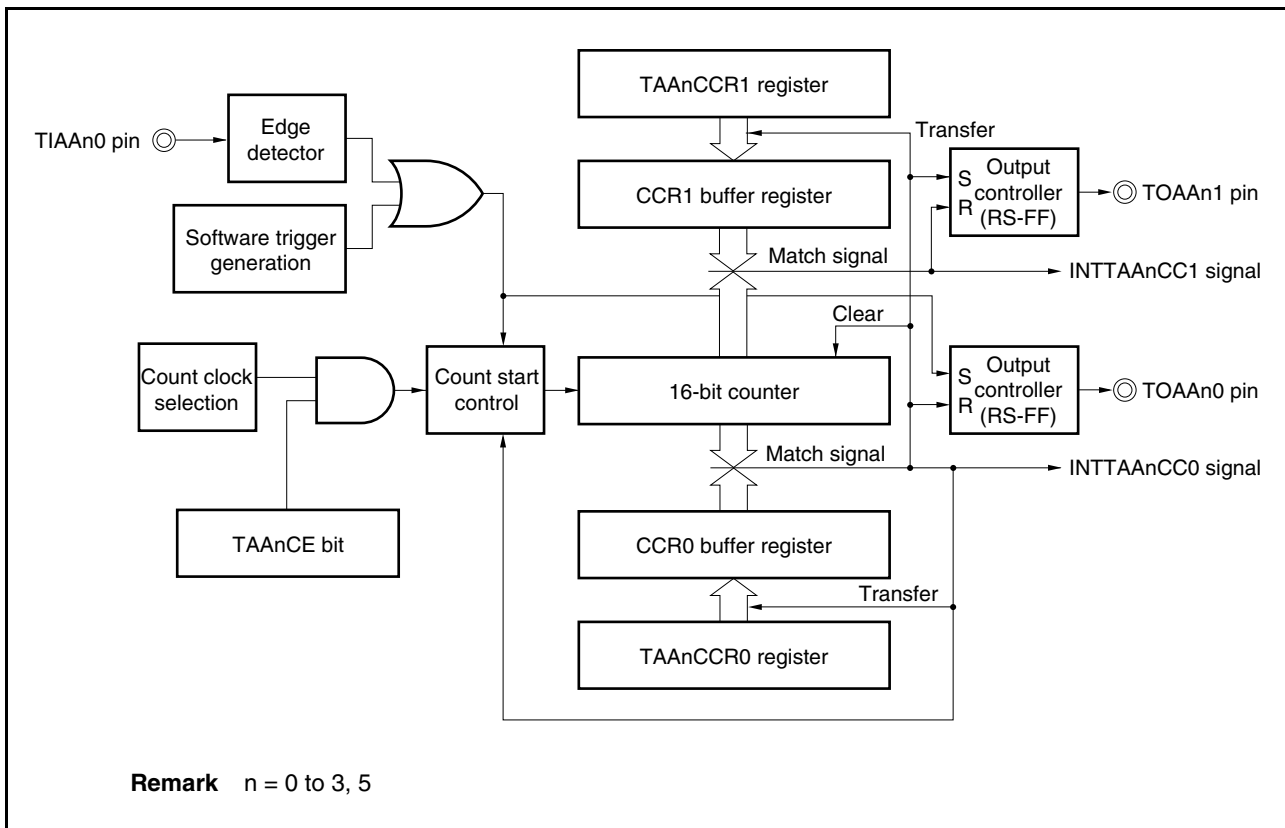 TAAnCCR1 register
TIAAn0 pin
Edge
detector
Transfer
S
R
Output
controller
(RS-FF)
TOAAn1 pin
CCR1 buffer register
Software trigger
generation
Match signal
INTTAAnCC1 signal
Clear
Count clock
selection
Count start
control
16-bit counter
S
R
Output
controller
(RS-FF)
TOAAn0 pin
Match signal
INTTAAnCC0 signal
TAAnCE bit
CCR0 buffer register
Transfer
TAAnCCR0 register
Remark n = 0 to 3, 5